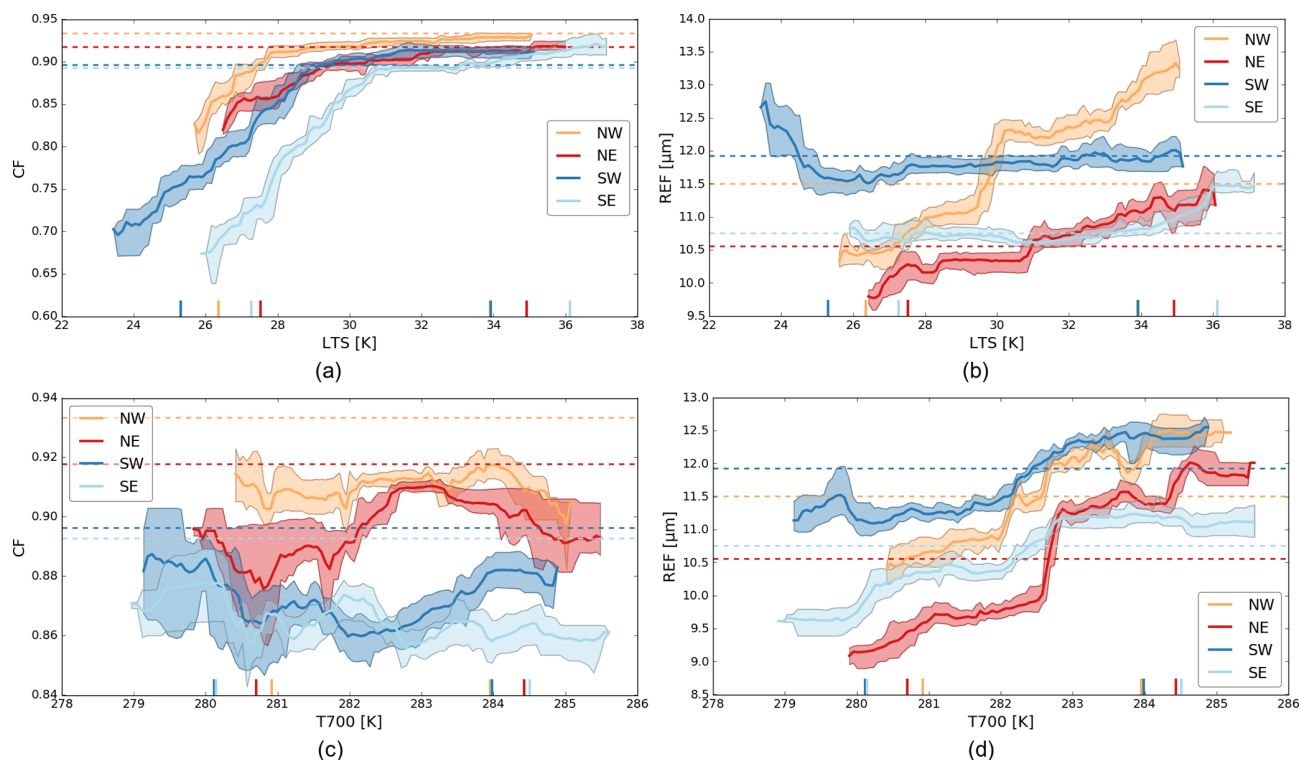 0.95
0.90
0.85
0.80
0.75
0.70
0.65
0.60
CF
22 24 26 28 30 32 34 36 38
LTS [K]
NW
NE
SW
SE
(a)
14.0
13.5
13.0
12.5
12.0
11.5
11.0
10.5
10.0
9.5
REF [µm]
22 24 26 28 30 32 34 36 38
LTS [K]
NW
NE
SW
SE
(b)
0.94
0.92
0.90
0.88
0.86
0.84
CF
278 279 280 281 282 283 284 285 286
T700 [K]
NW
NE
SW
SE
(c)
13.0
12.5
12.0
11.5
11.0
10.5
10.0
9.5
9.0
8.5
REF [µm]
278 279 280 281 282 283 284 285 286
T700 [K]
NW
NE
SW
SE
(d)